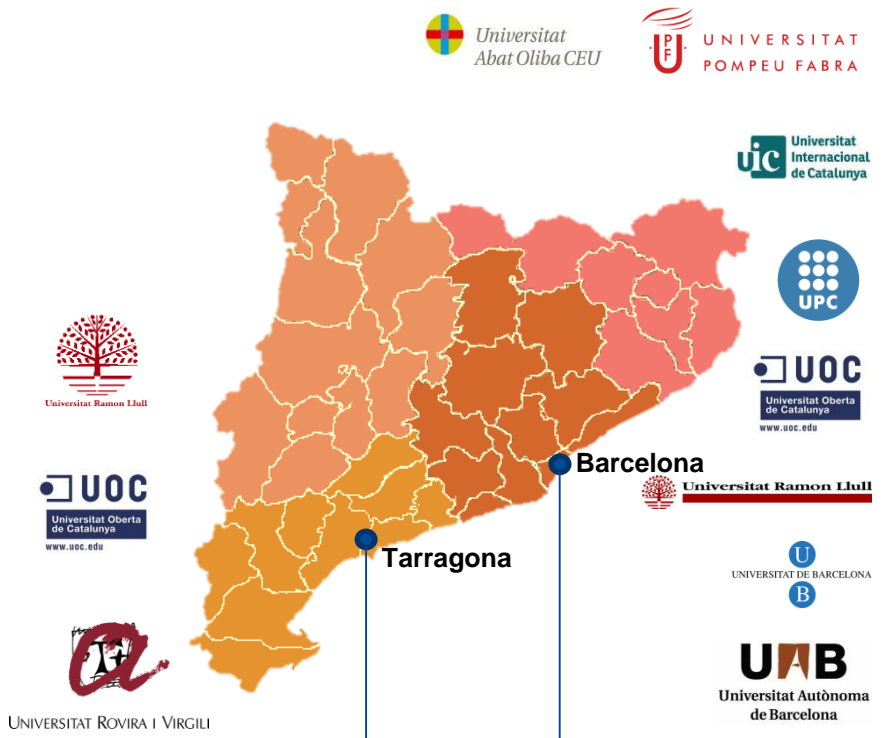 Universitat
Abat Oliba CEU
UPF
UNIVERSITAT
POMPEU FABRA
uic
Universitat
Internacional
de Catalunya
UPC
Universitat Ramon Llull
UOC
Universitat Oberta
de Catalunya
www.uoc.edu
Barcelona
UOC
Universitat Oberta
de Catalunya
www.uoc.edu
Universitat Ramon Llull
Tarragona
U
UNIVERSITAT DE BARCELONA
B
UAB
Universitat Autònoma
de Barcelona
UNIVERSITAT ROVIRA I VIRGILI